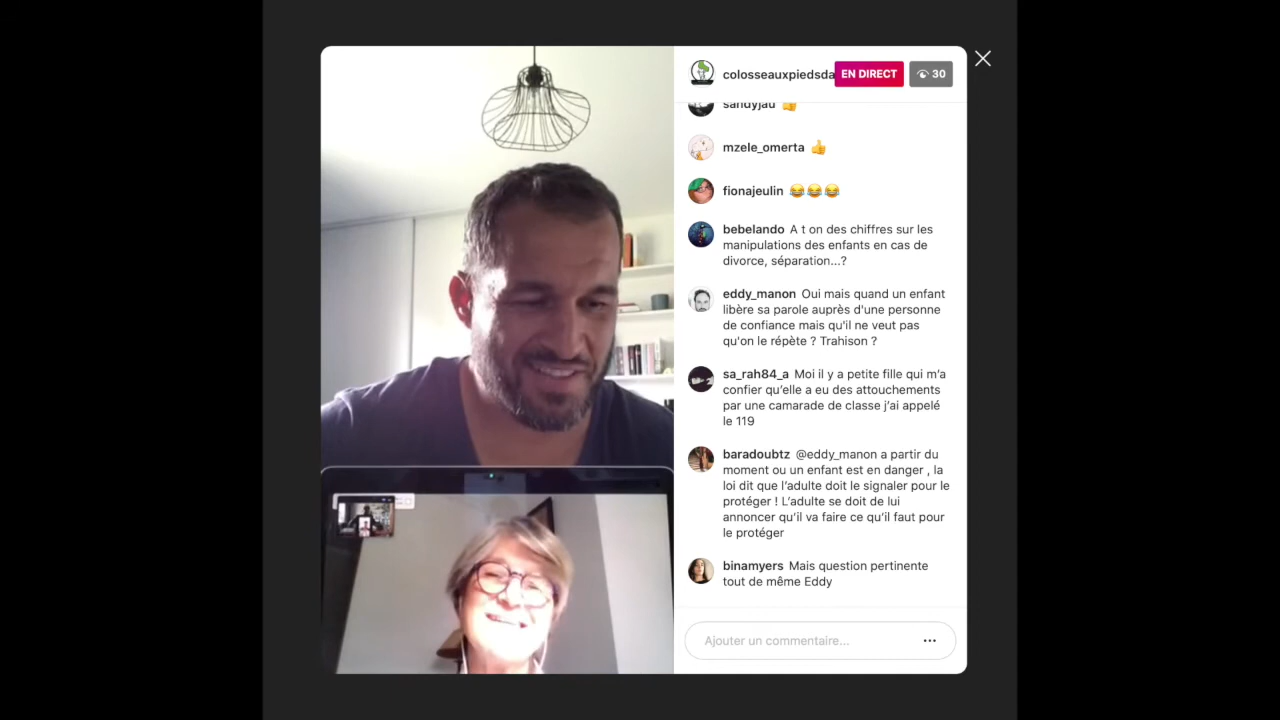 colosseauxpiedsda EN DIRECT 30
sandyjau 👍
mzele_omerta 👍
fionajeulin 😂😂😂
bebelando A t on des chiffres sur les
manipulations des enfants en cas de
divorce, séparation...?
eddy_manon Oui mais quand un enfant
libère sa parole auprès d'une personne
de confiance mais qu'il ne veut pas
qu'on le répète ? Trahison ?
sa_rah84_a Moi il y a petite fille qui m'a
confier qu'elle a eu des attouchements
par une camarade de classe j'ai appelé
le 119
baradoubtz @eddy_manon a partir du
moment ou un enfant est en danger , la
loi dit que l'adulte doit le signaler pour le
protéger ! L'adulte se doit de lui
annoncer qu'il va faire ce qu'il faut pour
le protéger
binamyers Mais question pertinente
tout de même Eddy
Ajouter un commentaire...